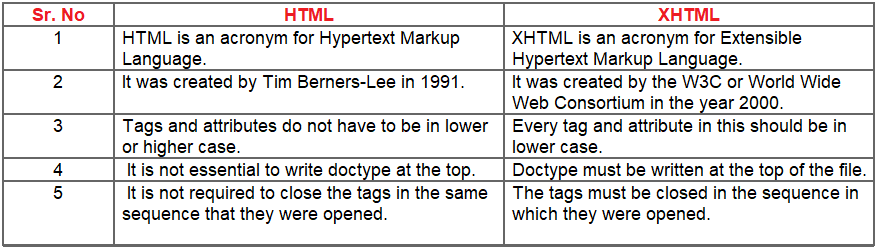 Sr. No HTML XHTML
1 HTML is an acronym for Hypertext Markup Language. XHTML is an acronym for Extensible Hypertext Markup Language.
2 It was created by Tim Berners-Lee in 1991. It was created by the W3C or World Wide Web Consortium in the year 2000.
3 Tags and attributes do not have to be in lower or higher case. Every tag and attribute in this should be in lower case.
4 It is not essential to write doctype at the top. Doctype must be written at the top of the file.
5 It is not required to close the tags in the same sequence that they were opened. The tags must be closed in the sequence in which they were opened.